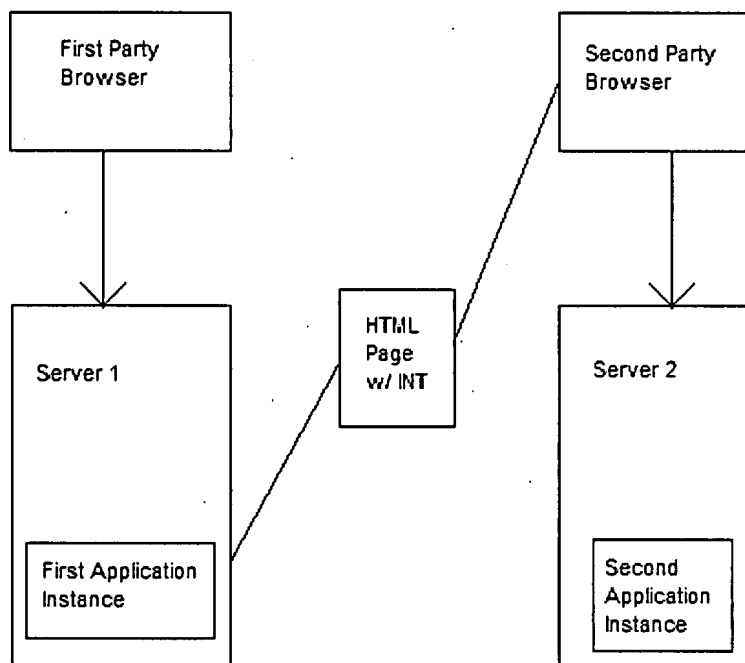 First Party
Browser
Second Party
Browser
HTML
Page
w/ INT
Server 1
Server 2
First Application
Instance
Second
Application
Instance